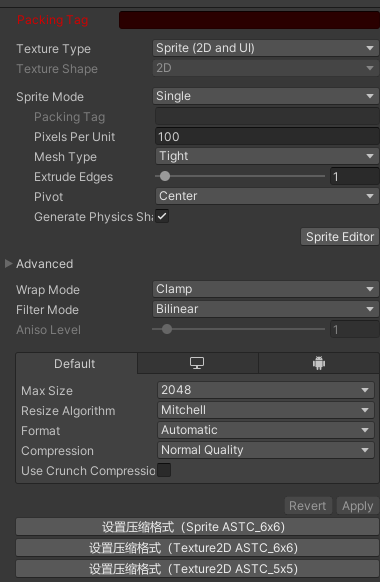 Packing Tag
Texture Type Sprite (2D and UI)
Texture Shape 2D
Sprite Mode Single
Packing Tag
Pixels Per Unit 100
Mesh Type Tight
Extrude Edges 1
Pivot Center
Generate Physics Sha
Sprite Editor
Advanced
Wrap Mode Clamp
Filter Mode Bilinear
Aniso Level 1
Default
Max Size 2048
Resize Algorithm Mitchell
Format Automatic
Compression Normal Quality
Use Crunch Compressio
Revert Apply
设置压缩格式（Sprite ASTC_6x6)
设置压缩格式（Texture2D ASTC_6x6)
设置压缩格式（Texture2D ASTC_5x5)